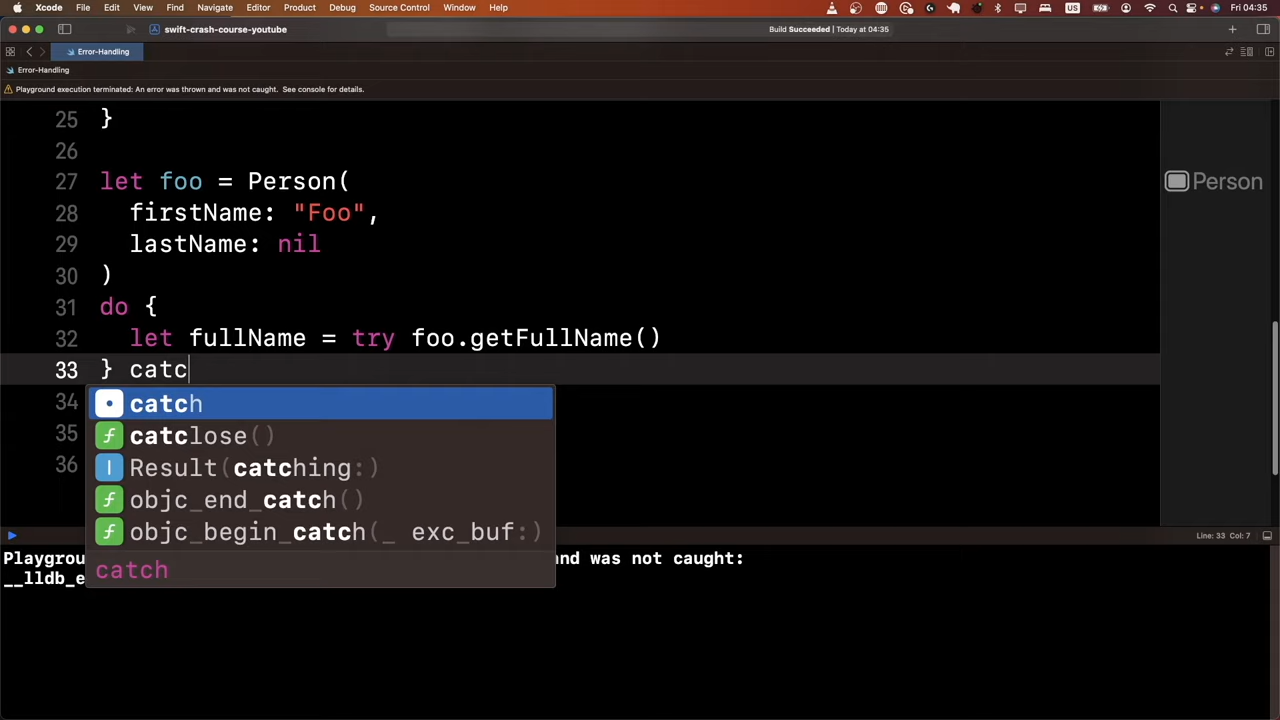 Xcode File Edit View Find Navigate Editor Product Debug Source Control Window Help US Fri 04:35
swift-crash-course-youtube Build Succeeded | Today at 04:35
Error-Handling
Error-Handling
Playground execution terminated: An error was thrown and was not caught. See console for details.
25 }
26
27 let foo = Person( Person
28 firstName: "Foo",
29 lastName: nil
30 )
31 do {
32 let fullName = try foo.getFullName()
33 } catc
34 catch
35 catclose()
36 Result(catching:)
objc_end_catch()
objc_begin_catch(_ exc_buf:)
Line: 33 Col: 7
catch
Playgrou nd was not caught:
__lldb_e